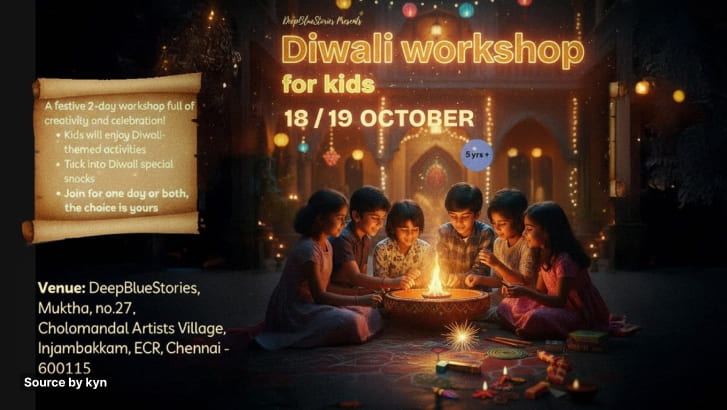 DeepBlueStories Presents
Diwali workshop
for kids
18 / 19 OCTOBER
5 yrs +
A festive 2-day workshop full of
creativity and celebration!
• Kids will enjoy Diwali-
themed activities
• Tuck into Diwali special
snacks
• Join for one day or both,
the choice is yours
Venue: DeepBlueStories,
Muktha, no.27,
Cholomandal Artists Village,
Injambakkam, ECR, Chennai -
600115
Source by kyn